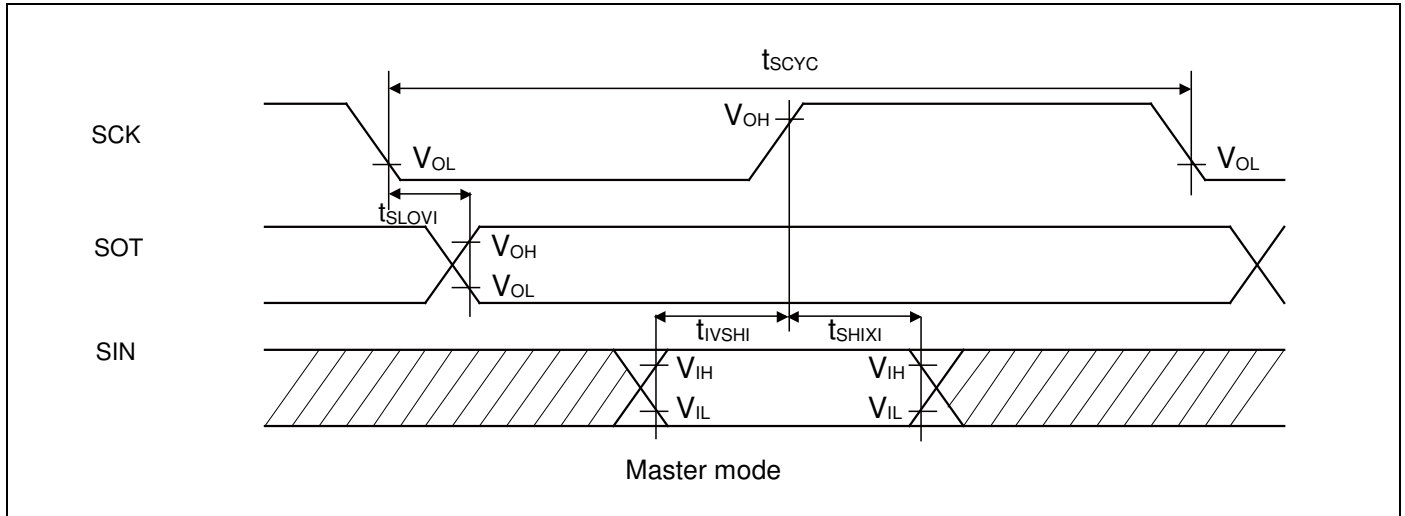 tSCYC
SCK
VOH
VOL
VOL
tSLOVI
SOT
VOH
VOL
tIVSHI
tSHIXI
SIN
VIH
VIH
VIL
VIL
Master mode